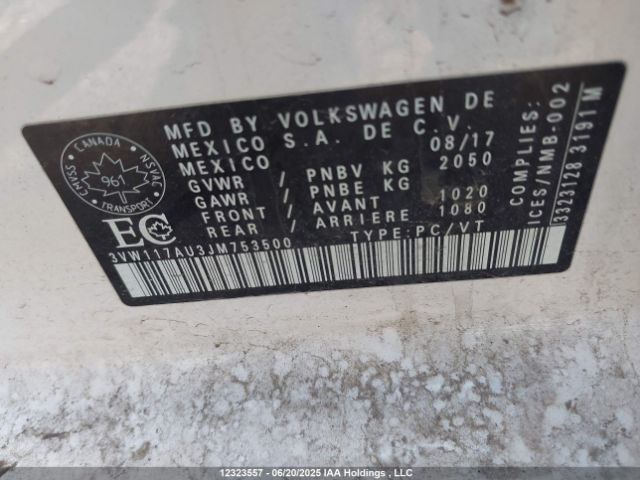 CANADA
CMVSS
NSVAC
961
TRANSPORT
EC
MFD BY VOLKSWAGEN DE
MEXICO S.A. DE C.V.
MEXICO 08/17
GVWR / PNBV KG 2050
GAWR / PNBE KG
FRONT / AVANT 1020
REAR / ARRIERE 1080
3VW117AU3JM753500 TYPE:PC/VT
COMPLIES:
ICES/NMB-002
3323128 3191 M
12323557 - 06/20/2025 IAA Holdings , LLC